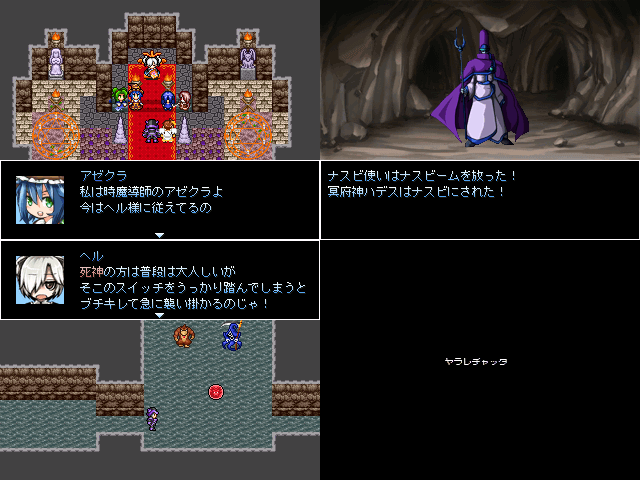 アゼクラ
私は時魔導師のアゼクラよ
今はヘル様に従えてるの
ナスビ使いはナスビームを放った！
冥府神ハデスはナスビにされた！
ヘル
死神の方は普段は大人しいが
そこのスイッチをうっかり踏んでしまうと
ブチキレて急に襲い掛かるのじゃ！
ヤラレチャッタ